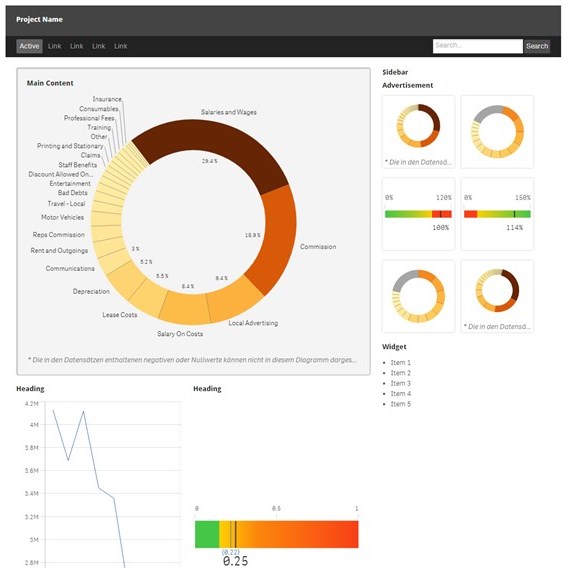 Project Name
Active Link Link Link Link
Search... Search
Main Content
Insurance
Consumables
Professional Fees
Training
Other
Printing and Stationary
Claims
Staff Benefits
Discount Allowed On...
Entertainment
Bad Debts
Travel - Local
Motor Vehicles
Reps Commission
Rent and Outgoings
Communications
Depreciation
Lease Costs
Salary On Costs
Local Advertising
Commission
Salaries and Wages
29.4 %
18.9 %
9.4 %
8.4 %
5.5 %
5.2 %
3 %
* Die in den Datensätzen enthaltenen negativen oder Nullwerte können nicht in diesem Diagramm darges...
Sidebar
Advertisement
* Die in den Datensä...
0% 120%
100%
0% 150%
114%
* Die in den Datensä...
Widget
Item 1
Item 2
Item 3
Item 4
Item 5
Heading
4.2M
4M
3.8M
3.6M
3.4M
3.2M
3M
2.8M
Heading
0 0.5 1
(0.22)
0.25